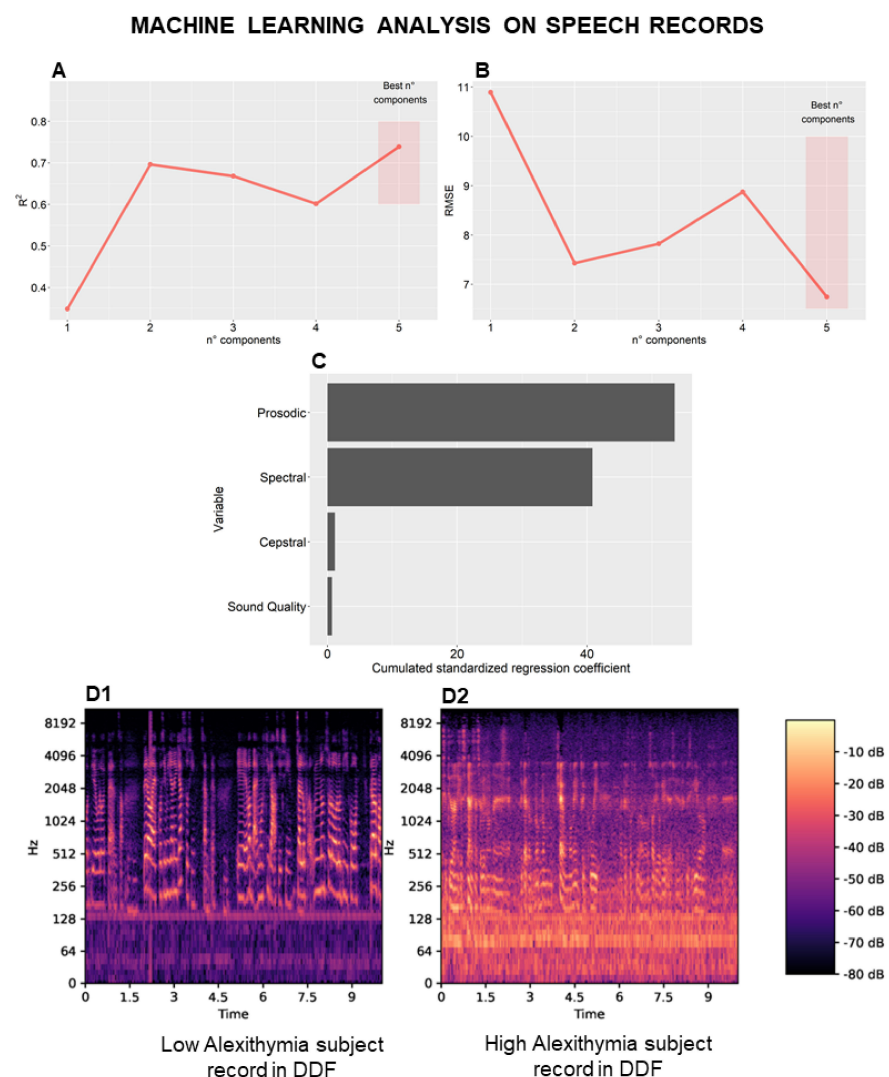 MACHINE LEARNING ANALYSIS ON SPEECH RECORDS
A
Best n°
components
0.8
0.7
0.6
0.5
0.4
R²
1 2 3 4 5
n° components
B
Best n°
components
11
10
9
8
7
RMSE
1 2 3 4 5
n° components
C
Prosodic
Spectral
Cepstral
Sound Quality
Variable
0 20 40
Cumulated standardized regression coefficient
D1
8192
4096
2048
1024
512
256
128
64
0
Hz
0 1.5 3 4.5 6 7.5 9
Time
Low Alexithymia subject
record in DDF
D2
8192
4096
2048
1024
512
256
128
64
0
Hz
0 1.5 3 4.5 6 7.5 9
Time
High Alexithymia subject
record in DDF
-10 dB
-20 dB
-30 dB
-40 dB
-50 dB
-60 dB
-70 dB
-80 dB